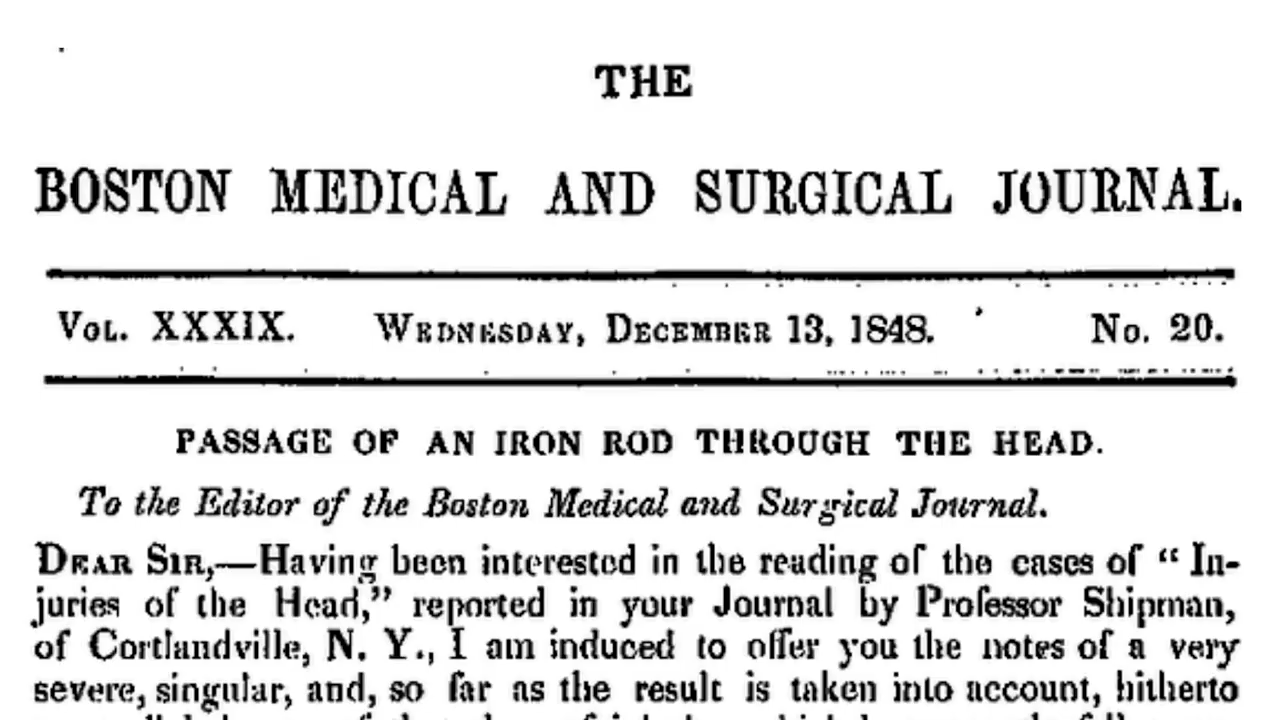 THE
BOSTON MEDICAL AND SURGICAL JOURNAL.
VOL. XXXIX. WEDNESDAY, DECEMBER 13, 1848. No. 20.
PASSAGE OF AN IRON ROD THROUGH THE HEAD.
To the Editor of the Boston Medical and Surgical Journal.
DEAR SIR,—Having been interested in the reading of the cases of “ In-
juries of the Head,” reported in your Journal by Professor Shipman,
of Cortlandville, N. Y., I am induced to offer you the notes of a very
severe, singular, and, so far as the result is taken into account, hitherto